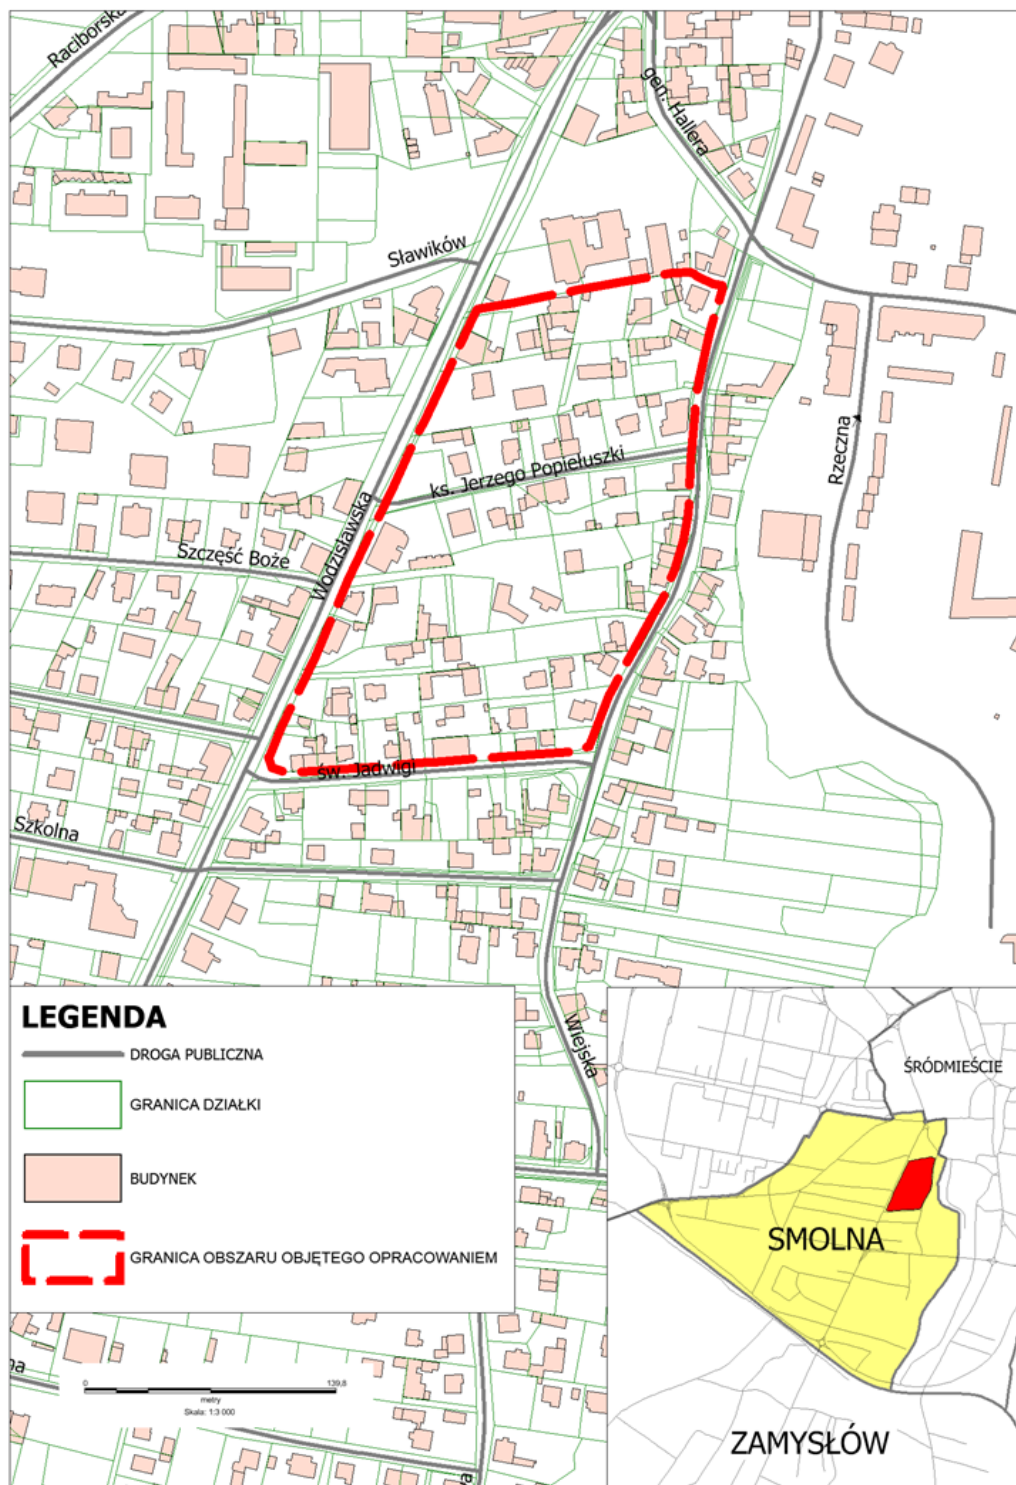 Raciborska
gen. Hallera
Sławików
Rzeczna
ks. Jerzego Popiełuszki
Wodzisławska
Szczęść Boże
św. Jadwigi
Szkolna
Wiejska
LEGENDA
DROGA PUBLICZNA
GRANICA DZIAŁKI
BUDYNEK
GRANICA OBSZARU OBJĘTEGO OPRACOWANIEM
ŚRÓDMIEŚCIE
SMOLNA
ZAMYSŁÓW
na
0 139,8
metry
Skala: 1:3 000
a